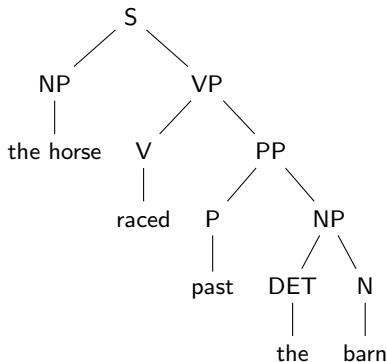 S
NP VP
the horse V PP
raced P NP
past DET N
the barn